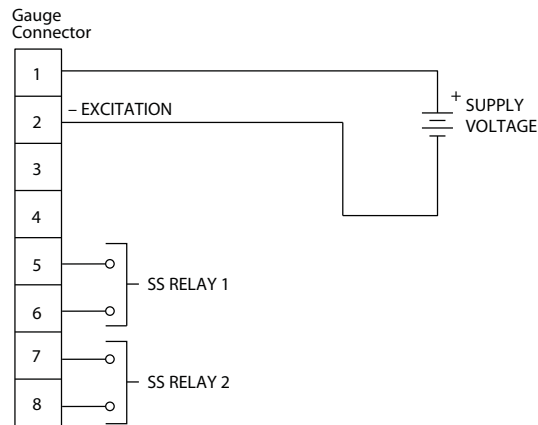 Gauge
Connector
1
2
– EXCITATION
+
SUPPLY
VOLTAGE
3
4
5
6
SS RELAY 1
7
8
SS RELAY 2